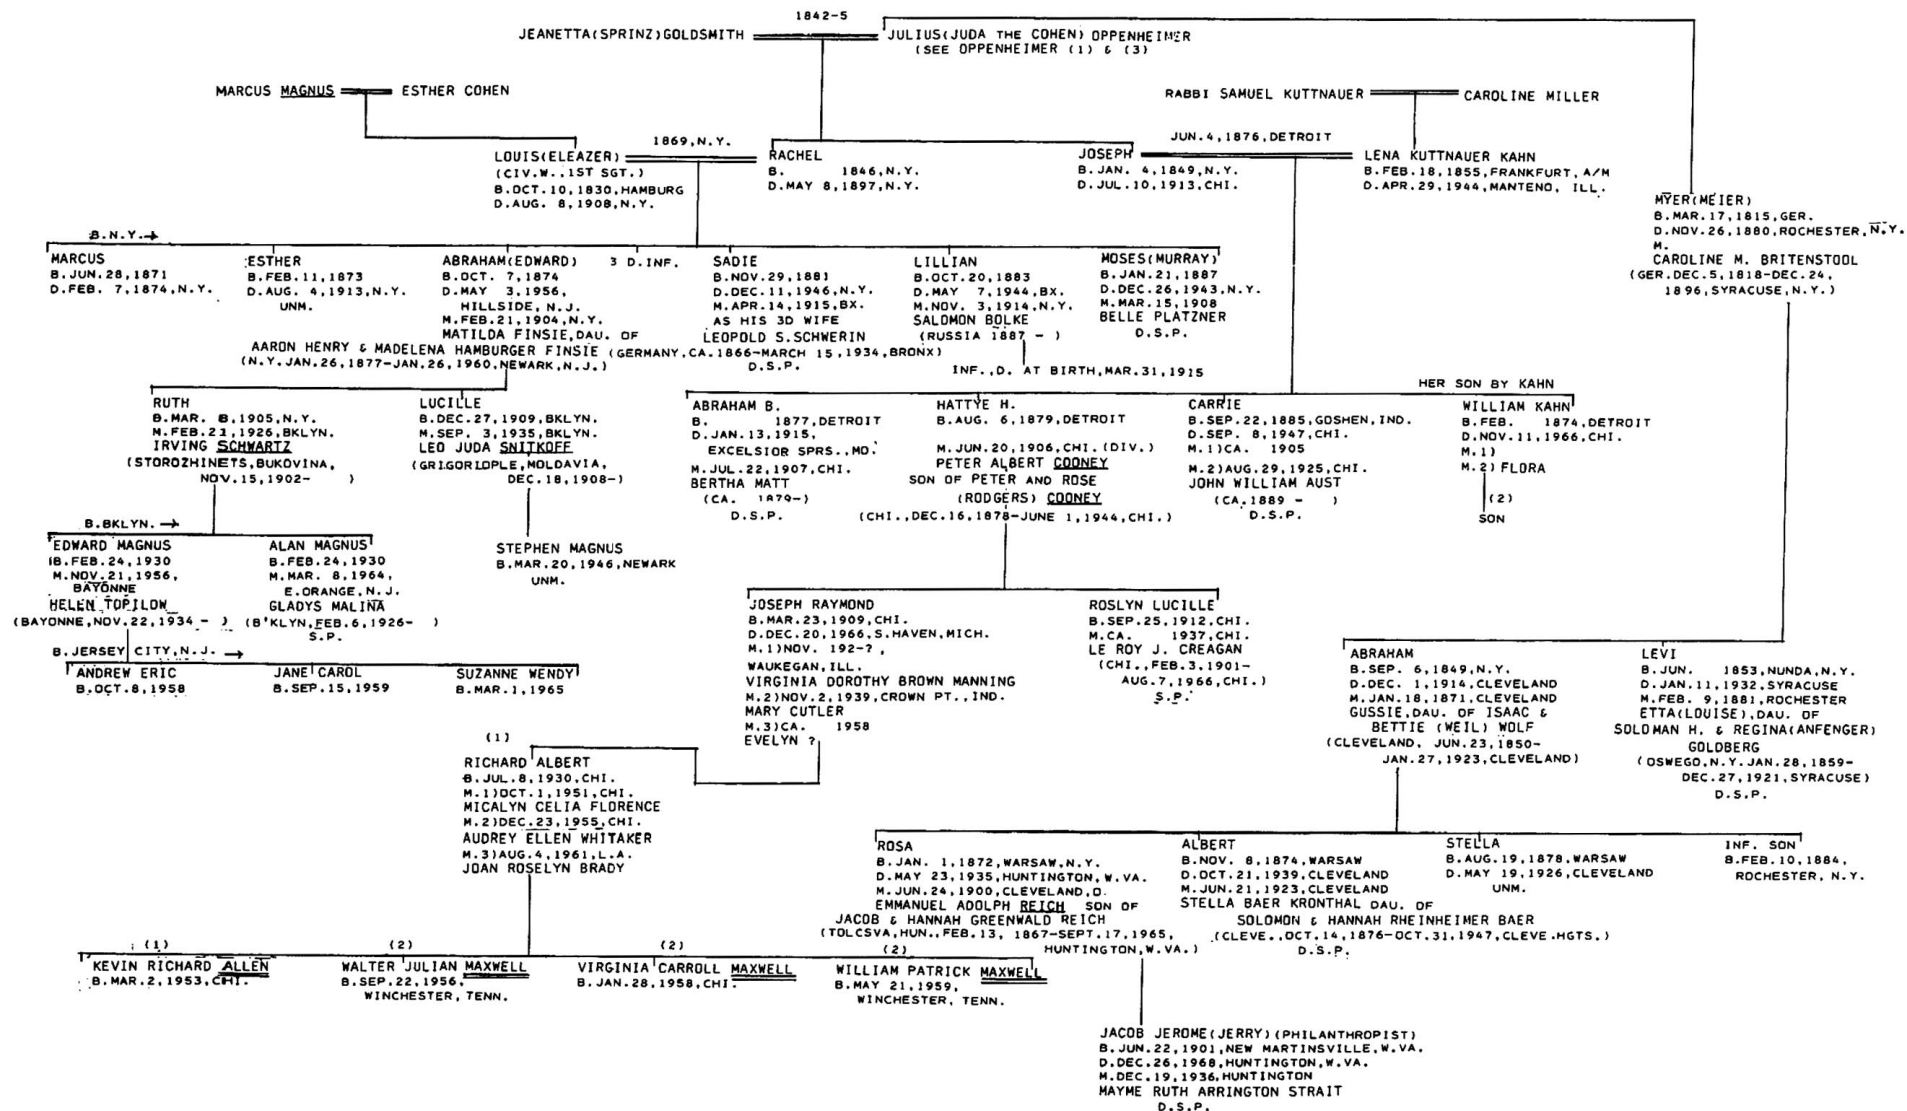 1842-5
JEANETTA(SPRINZ)GOLDSMITH
JULIUS(JUDA THE COHEN) OPPENHEIMER
(SEE OPPENHEIMER (1) & (3)
MARCUS MAGNUS
ESTHER COHEN
RABBI SAMUEL KUTTNAUER
CAROLINE MILLER
1869,N.Y.
JUN.4,1876,DETROIT
LOUIS(ELEAZER)
(CIV.W.,1ST SGT.)
B.OCT.10,1830,HAMBURG
D.AUG. 8,1908,N.Y.
RACHEL
B. 1846,N.Y.
D.MAY 8,1897,N.Y.
JOSEPH
B.JAN. 4,1849,N.Y.
D.JUL.10,1913,CHI.
LENA KUTTNAUER KAHN
B.FEB.18,1855,FRANKFURT,A/M
D.APR.29,1944,MANTENO, ILL.
MYER(MEIER)
B.MAR.17,1815,GER.
D.NOV.26,1880,ROCHESTER,N.Y.
M.
CAROLINE M. BRITENSTOOL
(GER.DEC.5,1818-DEC.24,
1896,SYRACUSE,N.Y.)
B.N.Y.→
MARCUS
B.JUN.28,1871
D.FEB. 7,1874,N.Y.
ESTHER
B.FEB.11,1873
D.AUG. 4,1913,N.Y.
UNM.
ABRAHAM(EDWARD)
B.OCT. 7,1874
D.MAY 3,1956,
HILLSIDE, N.J.
M.FEB.21,1904,N.Y.
MATILDA FINSIE,DAU. OF
AARON HENRY & MADELENA HAMBURGER FINSIE
(N.Y.JAN.26,1877-JAN.26,1960,NEWARK,N.J.)
3 D.INF.
SADIE
B.NOV.29,1881
D.DEC.11,1946,N.Y.
M.APR.14,1915,BX.
AS HIS 3D WIFE
LEOPOLD S.SCHWERIN
(GERMANY,CA.1866-MARCH 15,1934,BRONX)
D.S.P.
LILLIAN
B.OCT.20,1883
D.MAY 7,1944,BX.
M.NOV. 3,1914,N.Y.
SALOMON BOLKE
(RUSSIA 1887 - )
INF.,D. AT BIRTH,MAR.31,1915
MOSES(MURRAY)
B.JAN.21,1887
D.DEC.26,1943,N.Y.
M.MAR.15,1908
BELLE PLATZNER
D.S.P.
RUTH
B.MAR. 8,1905,N.Y.
M.FEB.21,1926,BKLYN.
IRVING SCHWARTZ
(STOROZHINETS,BUKOVINA,
NOV.15,1902- )
LUCILLE
B.DEC.27,1909,BKLYN.
M.SEP. 3,1935,BKLYN.
LEO JUDA SNITKOFF
(GRIGORIOPLE,MOLDAVIA,
DEC.18,1908-)
HER SON BY KAHN
ABRAHAM B.
B. 1877,DETROIT
D.JAN.13,1915,
EXCELSIOR SPRS.,MO.
M.JUL.22,1907,CHI.
BERTHA MATT
(CA. 1879-)
D.S.P.
HATTYE H.
B.AUG. 6,1879,DETROIT
M.JUN.20,1906,CHI.(DIV.)
PETER ALBERT COONEY
SON OF PETER AND ROSE
(RODGERS) COONEY
(CHI.,DEC.16,1878-JUNE 1,1944,CHI.)
CARRIE
B.SEP.22,1885,GOSHEN,IND.
D.SEP. 8,1947,CHI.
M.1)CA. 1905
M.2)AUG.29,1925,CHI.
JOHN WILLIAM AUST
(CA.1889 - )
D.S.P.
WILLIAM KAHN
B.FEB. 1874,DETROIT
D.NOV.11,1966,CHI.
M.1)
M.2)FLORA
(2)
SON
B.BKLYN. →
EDWARD MAGNUS
B.FEB.24,1930
M.NOV.21,1956,
BAYONNE
HELEN TOPILOW
(BAYONNE,NOV.22,1934 - )
ALAN MAGNUS
B.FEB.24,1930
M.MAR. 8,1964,
E.ORANGE,N.J.
GLADYS MALINA
(B'KLYN,FEB.6,1926- )
S.P.
STEPHEN MAGNUS
B.MAR.20,1946,NEWARK
UNM.
B.JERSEY CITY,N.J. →
ANDREW ERIC
B.OCT.8,1958
JANE CAROL
B.SEP.15,1959
SUZANNE WENDY
B.MAR.1,1965
JOSEPH RAYMOND
B.MAR.23,1909,CHI.
D.DEC.20,1966,S.HAVEN,MICH.
M.1)NOV. 192-?,
WAUKEGAN,ILL.
VIRGINIA DOROTHY BROWN MANNING
M.2)NOV.2,1939,CROWN PT.,IND.
MARY CUTLER
M.3)CA. 1958
EVELYN ?
ROSLYN LUCILLE
B.SEP.25,1912,CHI.
M.CA. 1937,CHI.
LE ROY J. CREAGAN
(CHI.,FEB.3,1901-
AUG.7,1966,CHI.)
S.P.
ABRAHAM
B.SEP. 6,1849,N.Y.
D.DEC. 1,1914,CLEVELAND
M.JAN.18,1871,CLEVELAND
GUSSIE,DAU. OF ISAAC &
BETTIE (WEIL) WOLF
(CLEVELAND, JUN.23,1850-
JAN.27,1923,CLEVELAND)
LEVI
B.JUN. 1853,NUNDA,N.Y.
D.JAN.11,1932,SYRACUSE
M.FEB. 9,1881,ROCHESTER
ETTA(LOUISE),DAU. OF
SOLOMAN H. & REGINA(ANFENGER)
GOLDBERG
(OSWEGO,N.Y.JAN.28,1859-
DEC.27,1921,SYRACUSE)
D.S.P.
(1)
RICHARD ALBERT
B.JUL.8,1930,CHI.
M.1)OCT.1,1951,CHI.
MICALYN CELIA FLORENCE
M.2)DEC.23,1955,CHI.
AUDREY ELLEN WHITAKER
M.3)AUG.4,1961,L.A.
JOAN ROSELYN BRADY
ROSA
B.JAN. 1,1872,WARSAW,N.Y.
D.MAY 23,1935,HUNTINGTON,W.VA.
M.JUN.24,1900,CLEVELAND,O.
EMMANUEL ADOLPH REICH SON OF
JACOB & HANNAH GREENWALD REICH
(TOLCSVA,HUN.,FEB.13, 1867-SEPT.17,1965,
HUNTINGTON,W.VA.)
ALBERT
B.NOV. 8,1874,WARSAW
D.OCT.21,1939,CLEVELAND
M.JUN.21,1923,CLEVELAND
STELLA BAER KRONTHAL DAU. OF
SOLOMON & HANNAH RHEINHEIMER BAER
(CLEVE.,OCT.14,1876-OCT.31,1947,CLEVE.HGTS.)
D.S.P.
STELLA
B.AUG.19,1878,WARSAW
D.MAY 19,1926,CLEVELAND
UNM.
INF. SON
B.FEB.10,1884,
ROCHESTER, N.Y.
(1)
KEVIN RICHARD ALLEN
B.MAR.2,1953,CHI.
(2)
WALTER JULIAN MAXWELL
B.SEP.22,1956,
WINCHESTER, TENN.
(2)
VIRGINIA CARROLL MAXWELL
B.JAN.28,1958,CHI.
(2)
WILLIAM PATRICK MAXWELL
B.MAY 21,1959,
WINCHESTER, TENN.
JACOB JEROME(JERRY)(PHILANTHROPIST)
B.JUN.22,1901,NEW MARTINSVILLE,W.VA.
D.DEC.26,1968,HUNTINGTON,W.VA.
M.DEC.19,1936,HUNTINGTON
MAYME RUTH ARRINGTON STRAIT
D.S.P.